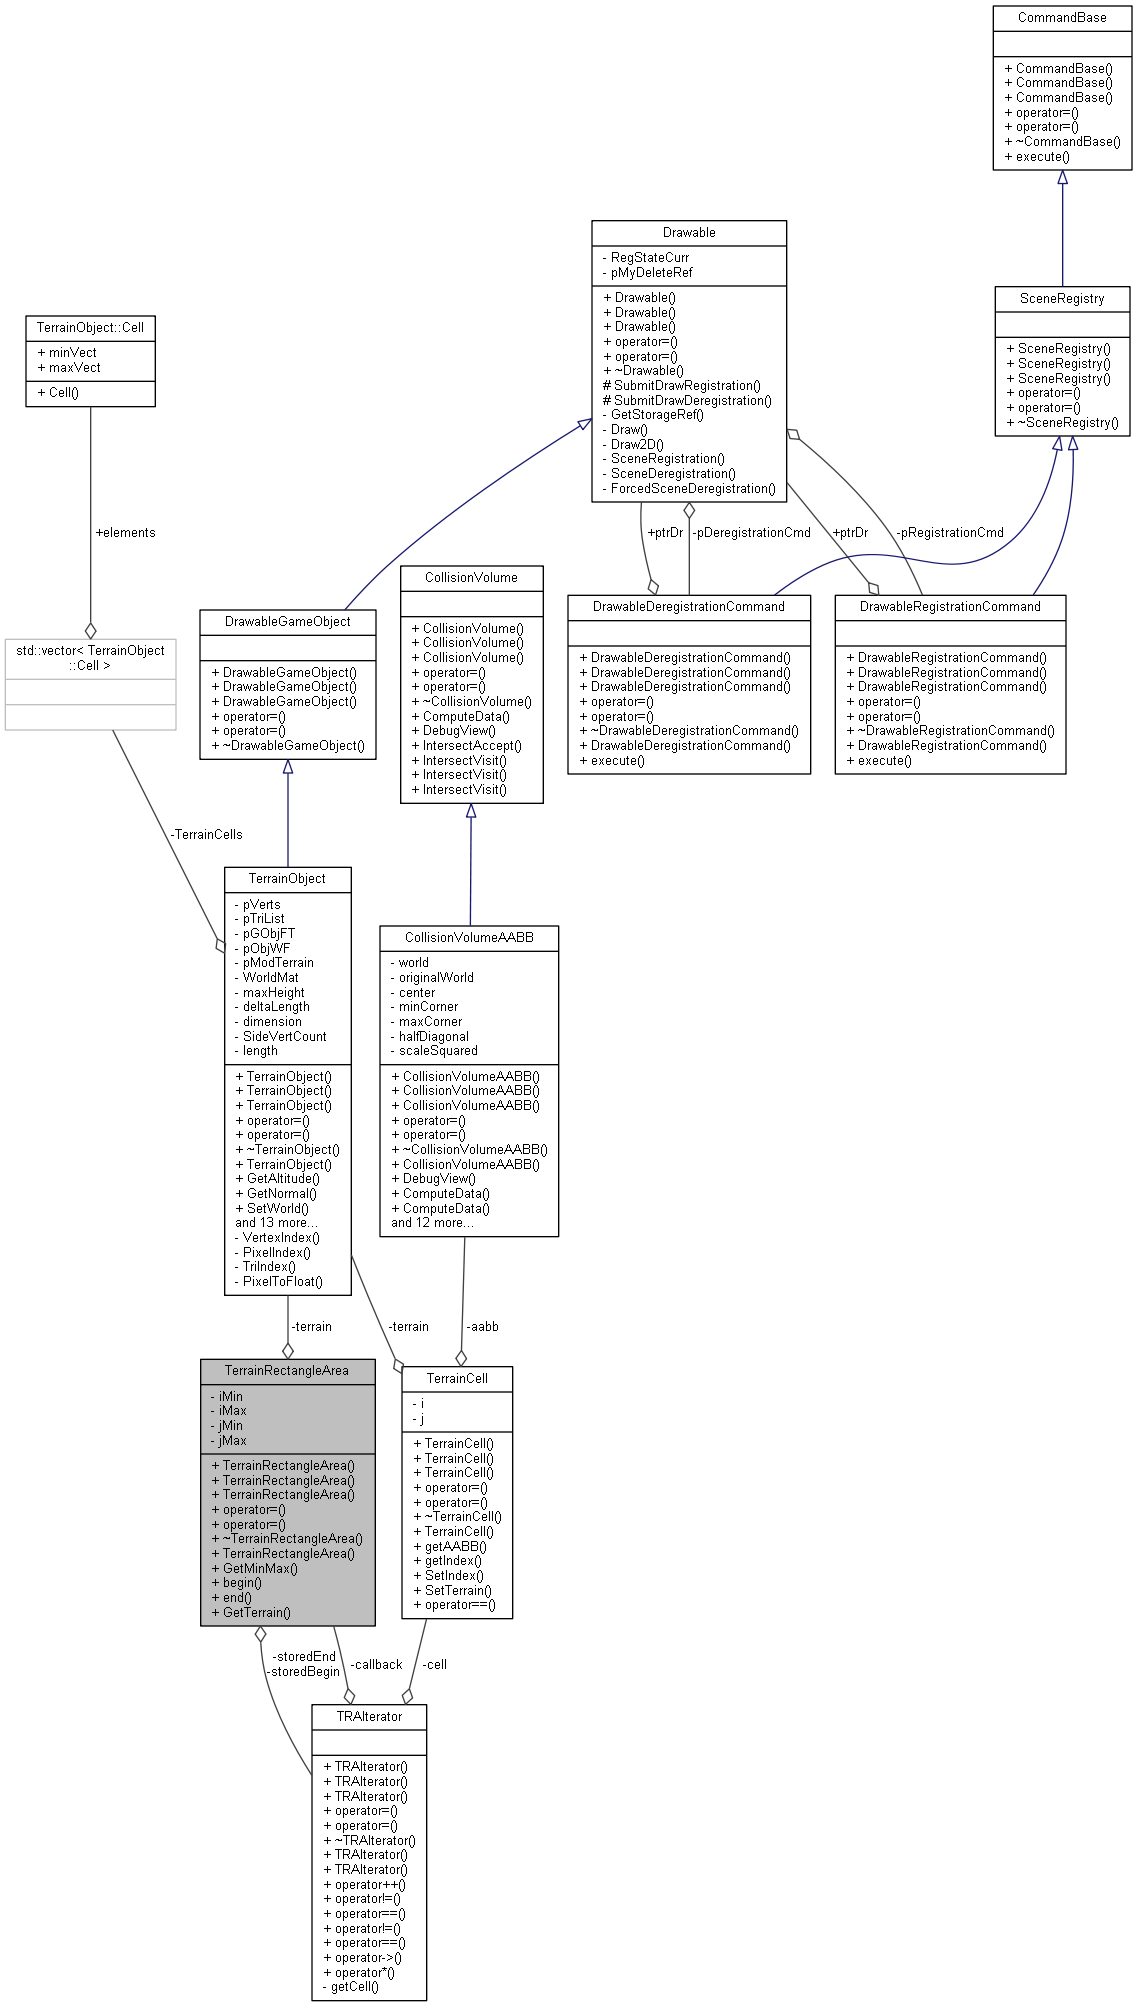 CommandBase
+ CommandBase()
+ CommandBase()
+ CommandBase()
+ operator=()
+ operator=()
+ ~CommandBase()
+ execute()
Drawable
- RegStateCurr
- pMyDeleteRef
+ Drawable()
+ Drawable()
+ Drawable()
+ operator=()
+ operator=()
+ ~Drawable()
# SubmitDrawRegistration()
# SubmitDrawDeregistration()
- GetStorageRef()
- Draw()
- Draw2D()
- SceneRegistration()
- SceneDeregistration()
- ForcedSceneDeregistration()
SceneRegistry
+ SceneRegistry()
+ SceneRegistry()
+ SceneRegistry()
+ operator=()
+ operator=()
+ ~SceneRegistry()
TerrainObject::Cell
+ minVect
+ maxVect
+ Cell()
+elements
+ptrDr
-pDeregistrationCmd
+ptrDr
-pRegistrationCmd
std::vector< TerrainObject
::Cell >
DrawableGameObject
+ DrawableGameObject()
+ DrawableGameObject()
+ DrawableGameObject()
+ operator=()
+ operator=()
+ ~DrawableGameObject()
CollisionVolume
+ CollisionVolume()
+ CollisionVolume()
+ CollisionVolume()
+ operator=()
+ operator=()
+ ~CollisionVolume()
+ ComputeData()
+ DebugView()
+ IntersectAccept()
+ IntersectVisit()
+ IntersectVisit()
+ IntersectVisit()
DrawableDeregistrationCommand
+ DrawableDeregistrationCommand()
+ DrawableDeregistrationCommand()
+ DrawableDeregistrationCommand()
+ operator=()
+ operator=()
+ ~DrawableDeregistrationCommand()
+ DrawableDeregistrationCommand()
+ execute()
DrawableRegistrationCommand
+ DrawableRegistrationCommand()
+ DrawableRegistrationCommand()
+ DrawableRegistrationCommand()
+ operator=()
+ operator=()
+ ~DrawableRegistrationCommand()
+ DrawableRegistrationCommand()
+ execute()
-TerrainCells
TerrainObject
- pVerts
- pTriList
- pGObjFT
- pObjWF
- pModTerrain
- WorldMat
- maxHeight
- deltaLength
- dimension
- SideVertCount
- length
+ TerrainObject()
+ TerrainObject()
+ TerrainObject()
+ operator=()
+ operator=()
+ ~TerrainObject()
+ TerrainObject()
+ GetAltitude()
+ GetNormal()
+ SetWorld()
and 13 more...
- VertexIndex()
- PixelIndex()
- TriIndex()
- PixelToFloat()
CollisionVolumeAABB
- world
- originalWorld
- center
- minCorner
- maxCorner
- halfDiagonal
- scaleSquared
+ CollisionVolumeAABB()
+ CollisionVolumeAABB()
+ CollisionVolumeAABB()
+ operator=()
+ operator=()
+ ~CollisionVolumeAABB()
+ CollisionVolumeAABB()
+ DebugView()
+ ComputeData()
+ ComputeData()
and 12 more...
-terrain
-terrain
-aabb
TerrainRectangleArea
- iMin
- iMax
- jMin
- jMax
+ TerrainRectangleArea()
+ TerrainRectangleArea()
+ TerrainRectangleArea()
+ operator=()
+ operator=()
+ ~TerrainRectangleArea()
+ TerrainRectangleArea()
+ GetMinMax()
+ begin()
+ end()
+ GetTerrain()
TerrainCell
- i
- j
+ TerrainCell()
+ TerrainCell()
+ TerrainCell()
+ operator=()
+ operator=()
+ ~TerrainCell()
+ TerrainCell()
+ getAABB()
+ getIndex()
+ SetIndex()
+ SetTerrain()
+ operator==()
-storedEnd
-storedBegin
-callback
-cell
TRAIterator
+ TRAIterator()
+ TRAIterator()
+ TRAIterator()
+ operator=()
+ operator=()
+ ~TRAIterator()
+ TRAIterator()
+ TRAIterator()
+ operator++()
+ operator!=()
+ operator==()
+ operator!=()
+ operator==()
+ operator->()
+ operator*()
- getCell()